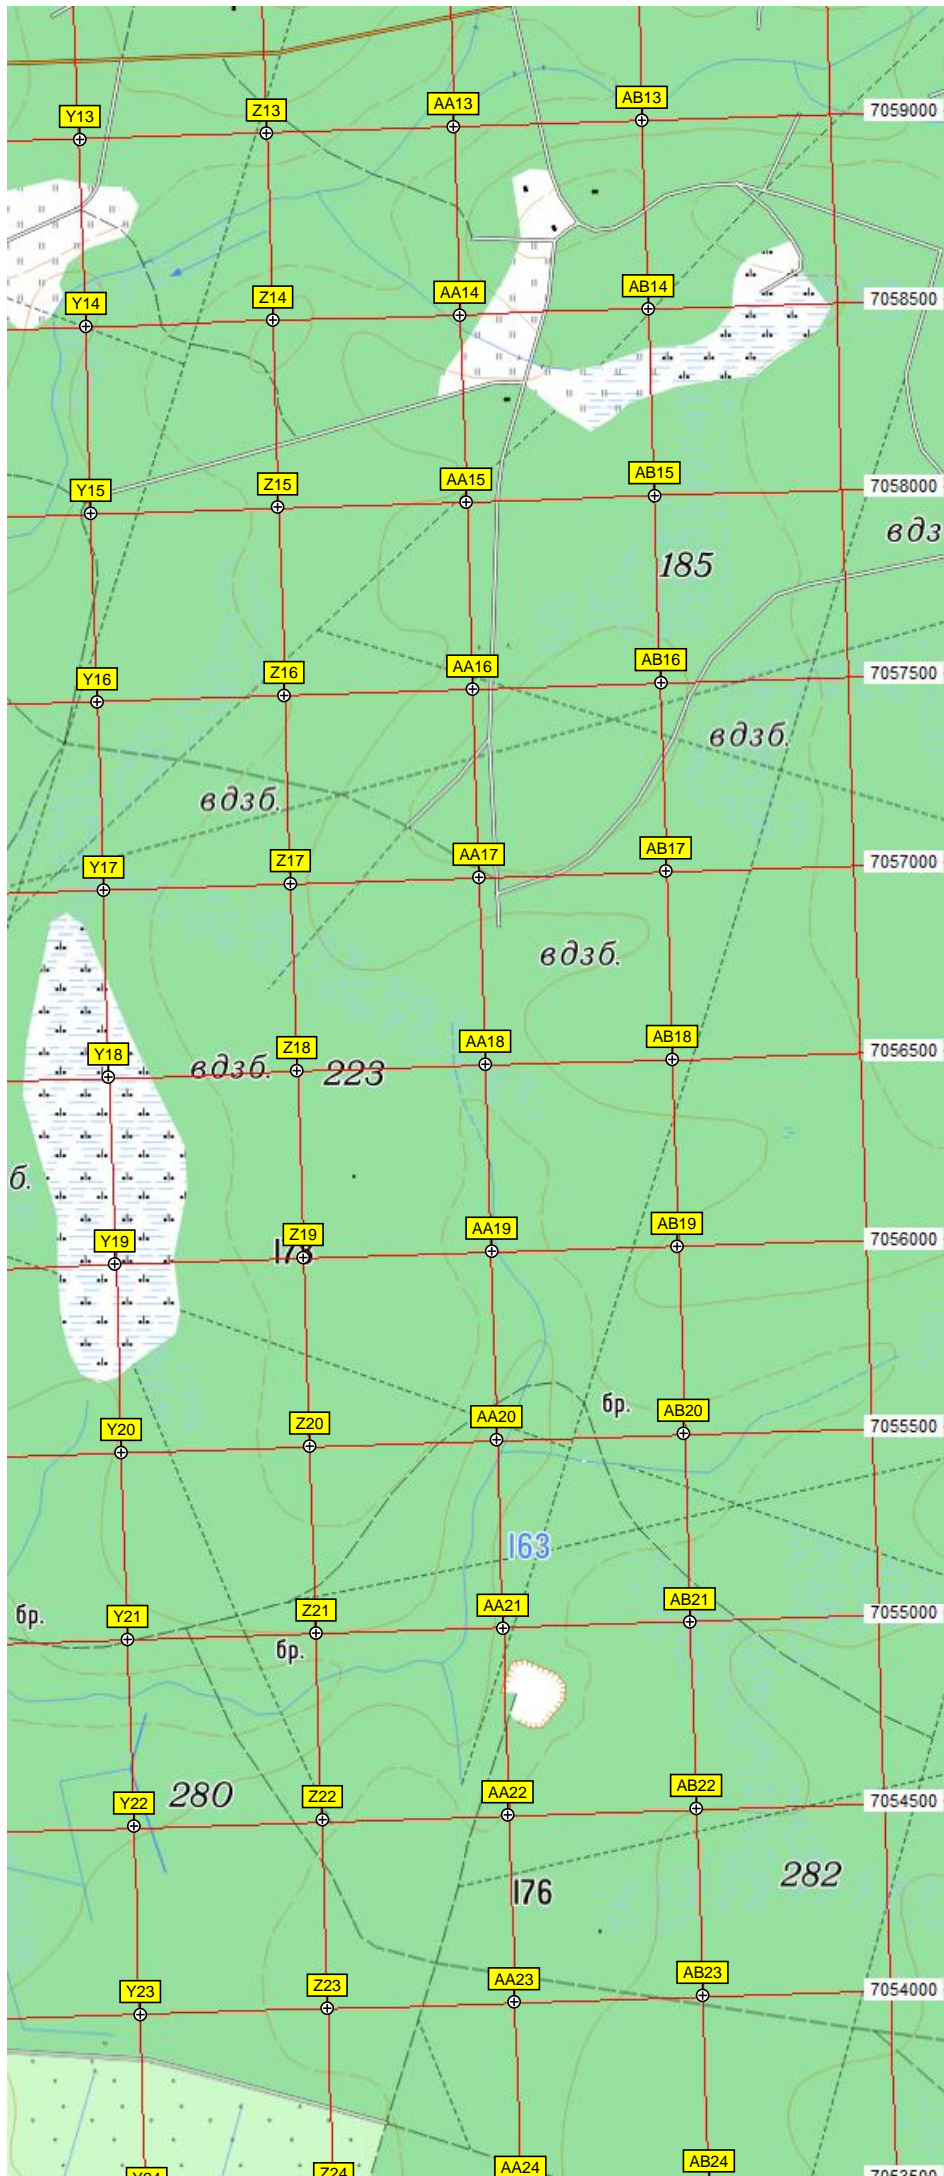 Y13 Z13 AA13 AB13 7059000
Y14 Z14 AA14 AB14 7058500
Y15 Z15 AA15 AB15 7058000
вдз
185
Y16 Z16 AA16 AB16 7057500
вдзб.
вдзб.
Y17 Z17 AA17 AB17 7057000
вдзб.
Y18 Z18 AA18 AB18 7056500
вдзб. 223
б.
Y19 Z19 AA19 AB19 7056000
бр.
Y20 Z20 AA20 AB20 7055500
163
Y21 Z21 AA21 AB21 7055000
бр.
бр.
Y22 Z22 AA22 AB22 7054500
280
282
176
Y23 Z23 AA23 AB23 7054000
Z24 AA24 AB24